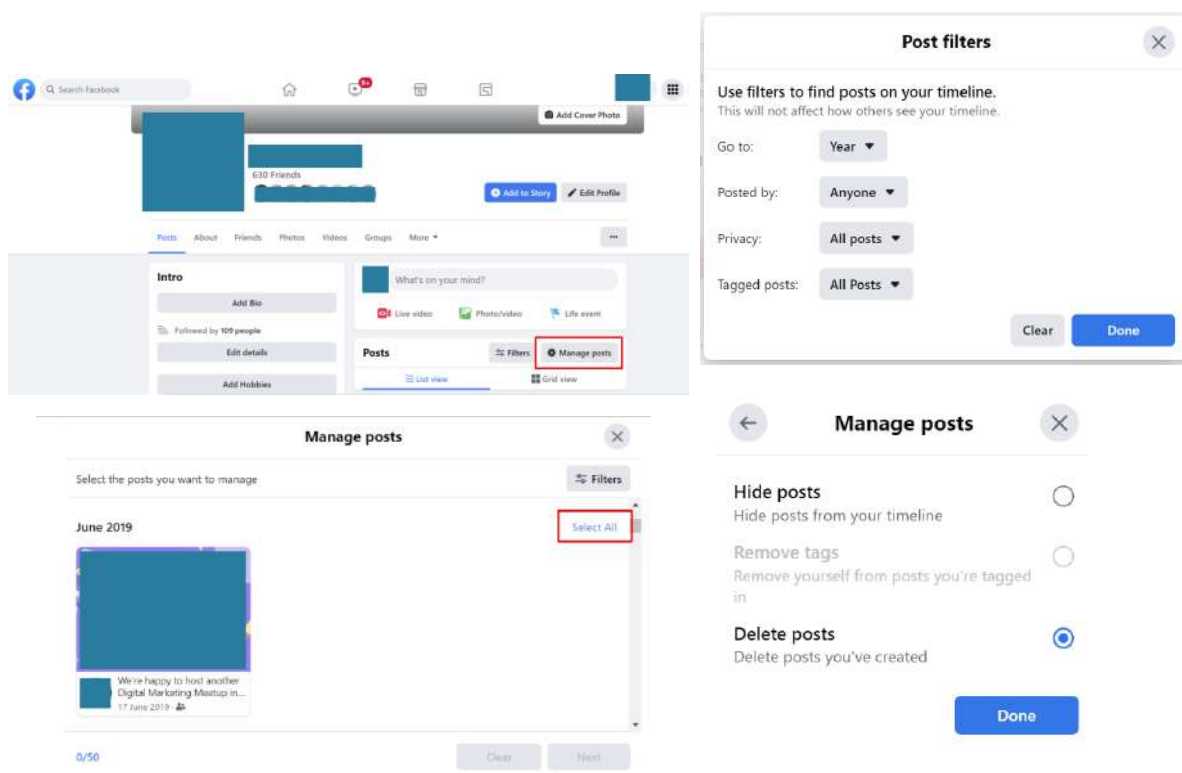 Search Facebook
9+
Add Cover Photo
630 Friends
Add to Story
Edit Profile
Posts About Friends Photos Videos Groups More
Intro
Add Bio
Followed by 109 people
Edit details
Add Hobbies
What's on your mind?
Live video Photo/video Life event
Posts Filters Manage posts
List view Grid view
Post filters
Use filters to find posts on your timeline.
This will not affect how others see your timeline.
Go to: Year
Posted by: Anyone
Privacy: All posts
Tagged posts: All Posts
Clear Done
Manage posts
Select the posts you want to manage Filters
June 2019 Select All
We're happy to host another
Digital Marketing Meetup in...
17 June 2019
0/50 Clear Next
Manage posts
Hide posts
Hide posts from your timeline
Remove tags
Remove yourself from posts you're tagged
in
Delete posts
Delete posts you've created
Done